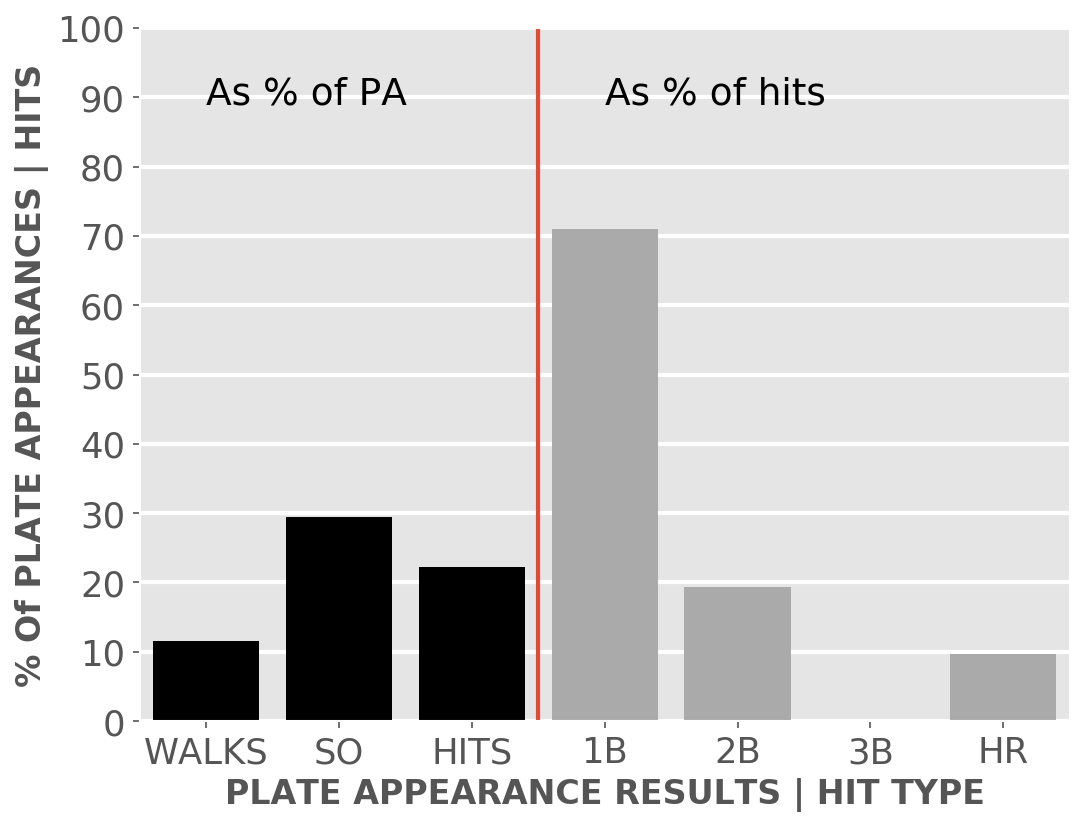 % Of PLATE APPEARANCES | HITS
100
90
80
70
60
50
40
30
20
10
0
As % of PA
As % of hits
WALKS SO HITS 1B 2B 3B HR
PLATE APPEARANCE RESULTS | HIT TYPE